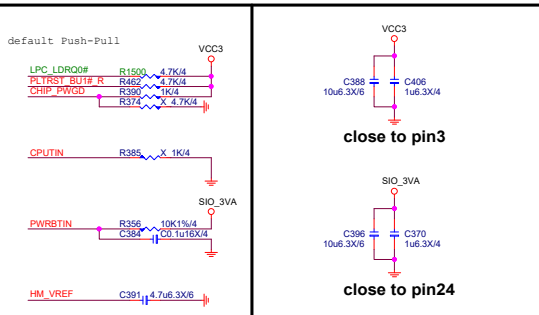 default Push-Pull
VCC3
LPC_LDRQ0# R1500 4.7K/4
PLTRST_BU1#_R R462 4.7K/4
CHIP_PWGD R390 1K/4
R374 X_4.7K/4
CPUTIN R385 X_1K/4
SIO_3VA
PWRBTIN R356 10K1%/4
C384 C0.1u16X/4
HM_VREF C391 4.7u6.3X/6
VCC3
C388 C406
10u6.3X/6 1u6.3X/4
close to pin3
SIO_3VA
C396 C370
10u6.3X/6 1u6.3X/4
close to pin24